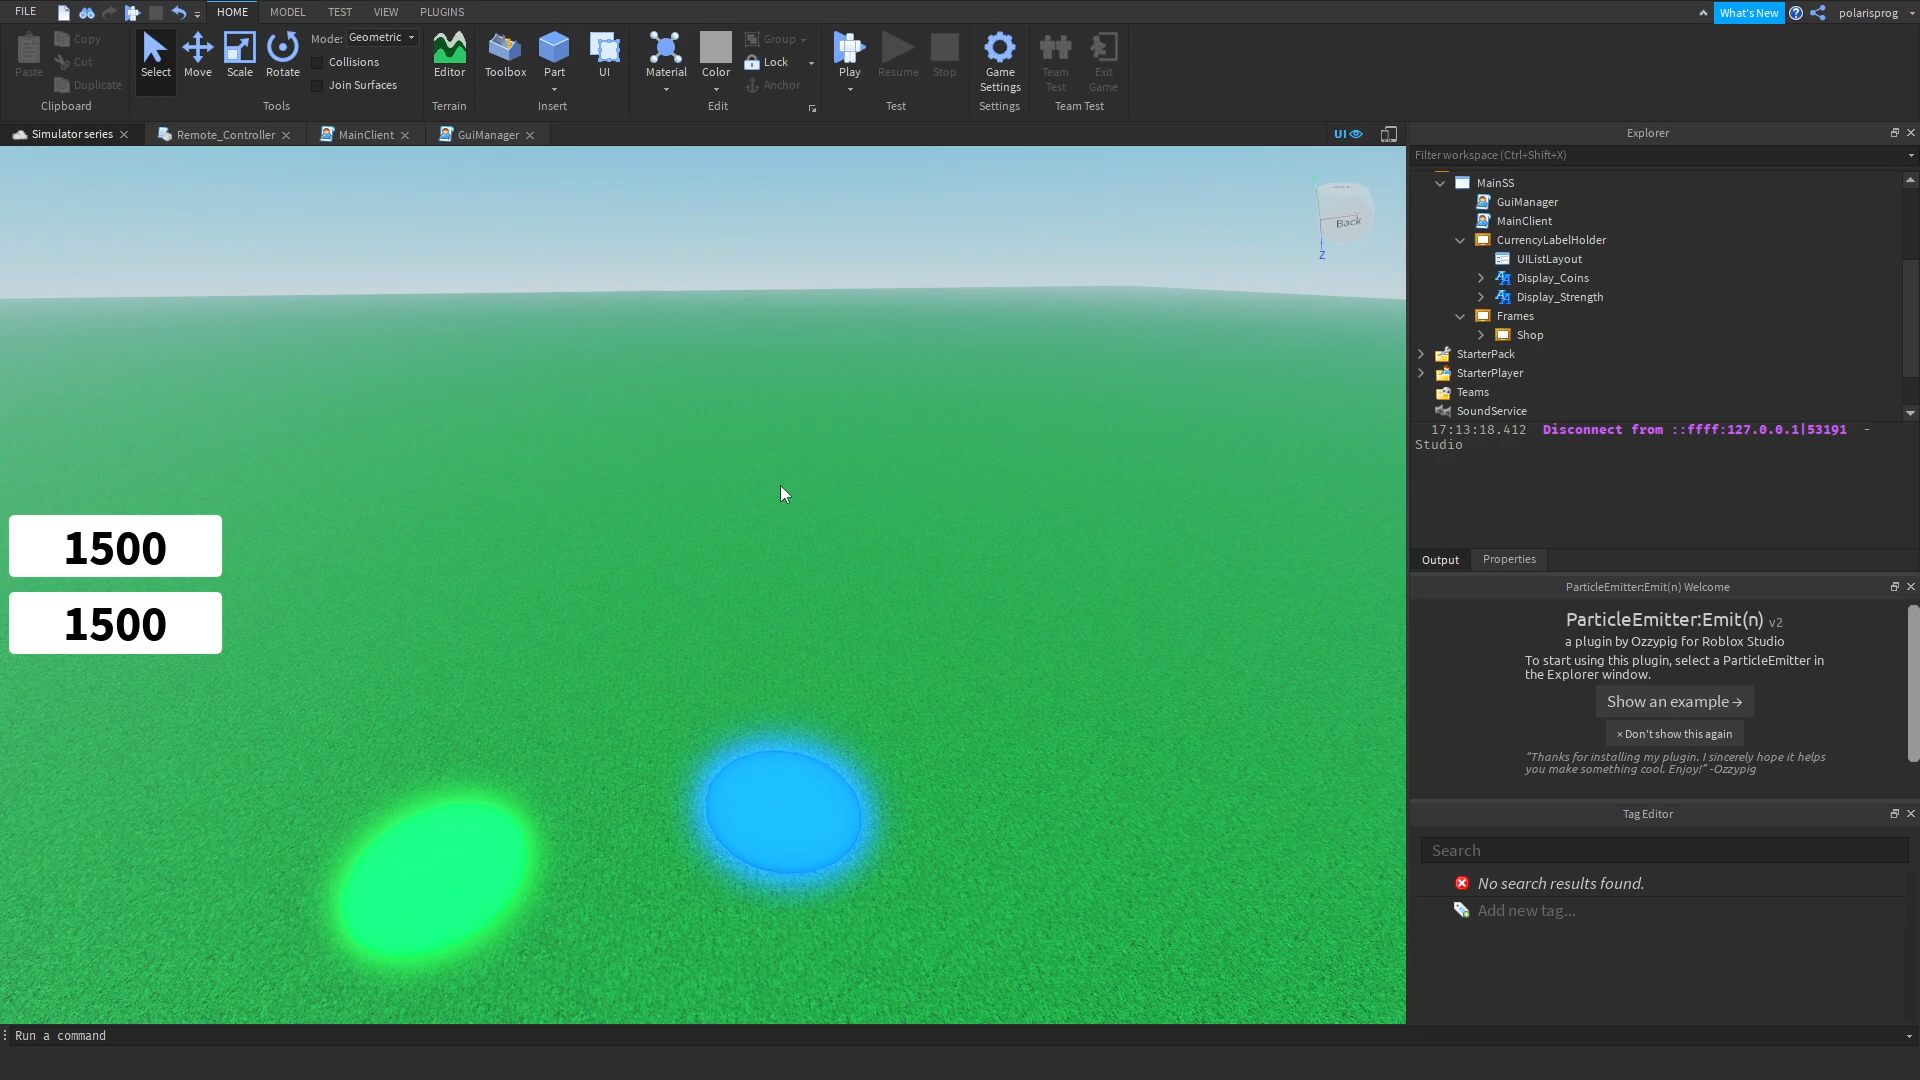 FILE
HOME
MODEL
TEST
VIEW
PLUGINS
What's New
polarisprog
Paste
Copy
Cut
Duplicate
Clipboard
Select
Move
Scale
Rotate
Mode: Geometric
Collisions
Join Surfaces
Tools
Editor
Terrain
Toolbox
Part
UI
Insert
Material
Color
Group
Lock
Anchor
Edit
Play
Resume
Stop
Test
Game
Settings
Settings
Team
Test
Exit
Game
Team Test
Simulator series
Remote_Controller
MainClient
GuiManager
UI
Explorer
Filter workspace (Ctrl+Shift+X)
MainSS
GuiManager
MainClient
CurrencyLabelHolder
UIListLayout
Display_Coins
Display_Strength
Frames
Shop
StarterPack
StarterPlayer
Teams
SoundService
Back
Z
1500
1500
17:13:18.412 Disconnect from ::ffff:127.0.0.1|53191 -
Studio
Output
Properties
ParticleEmitter:Emit(n) Welcome
ParticleEmitter:Emit(n) v2
a plugin by Ozzypig for Roblox Studio
To start using this plugin, select a ParticleEmitter in
the Explorer window.
Show an example →
× Don't show this again
"Thanks for installing my plugin. I sincerely hope it helps
you make something cool. Enjoy!" -Ozzypig
Tag Editor
Search
No search results found.
Add new tag...
Run a command